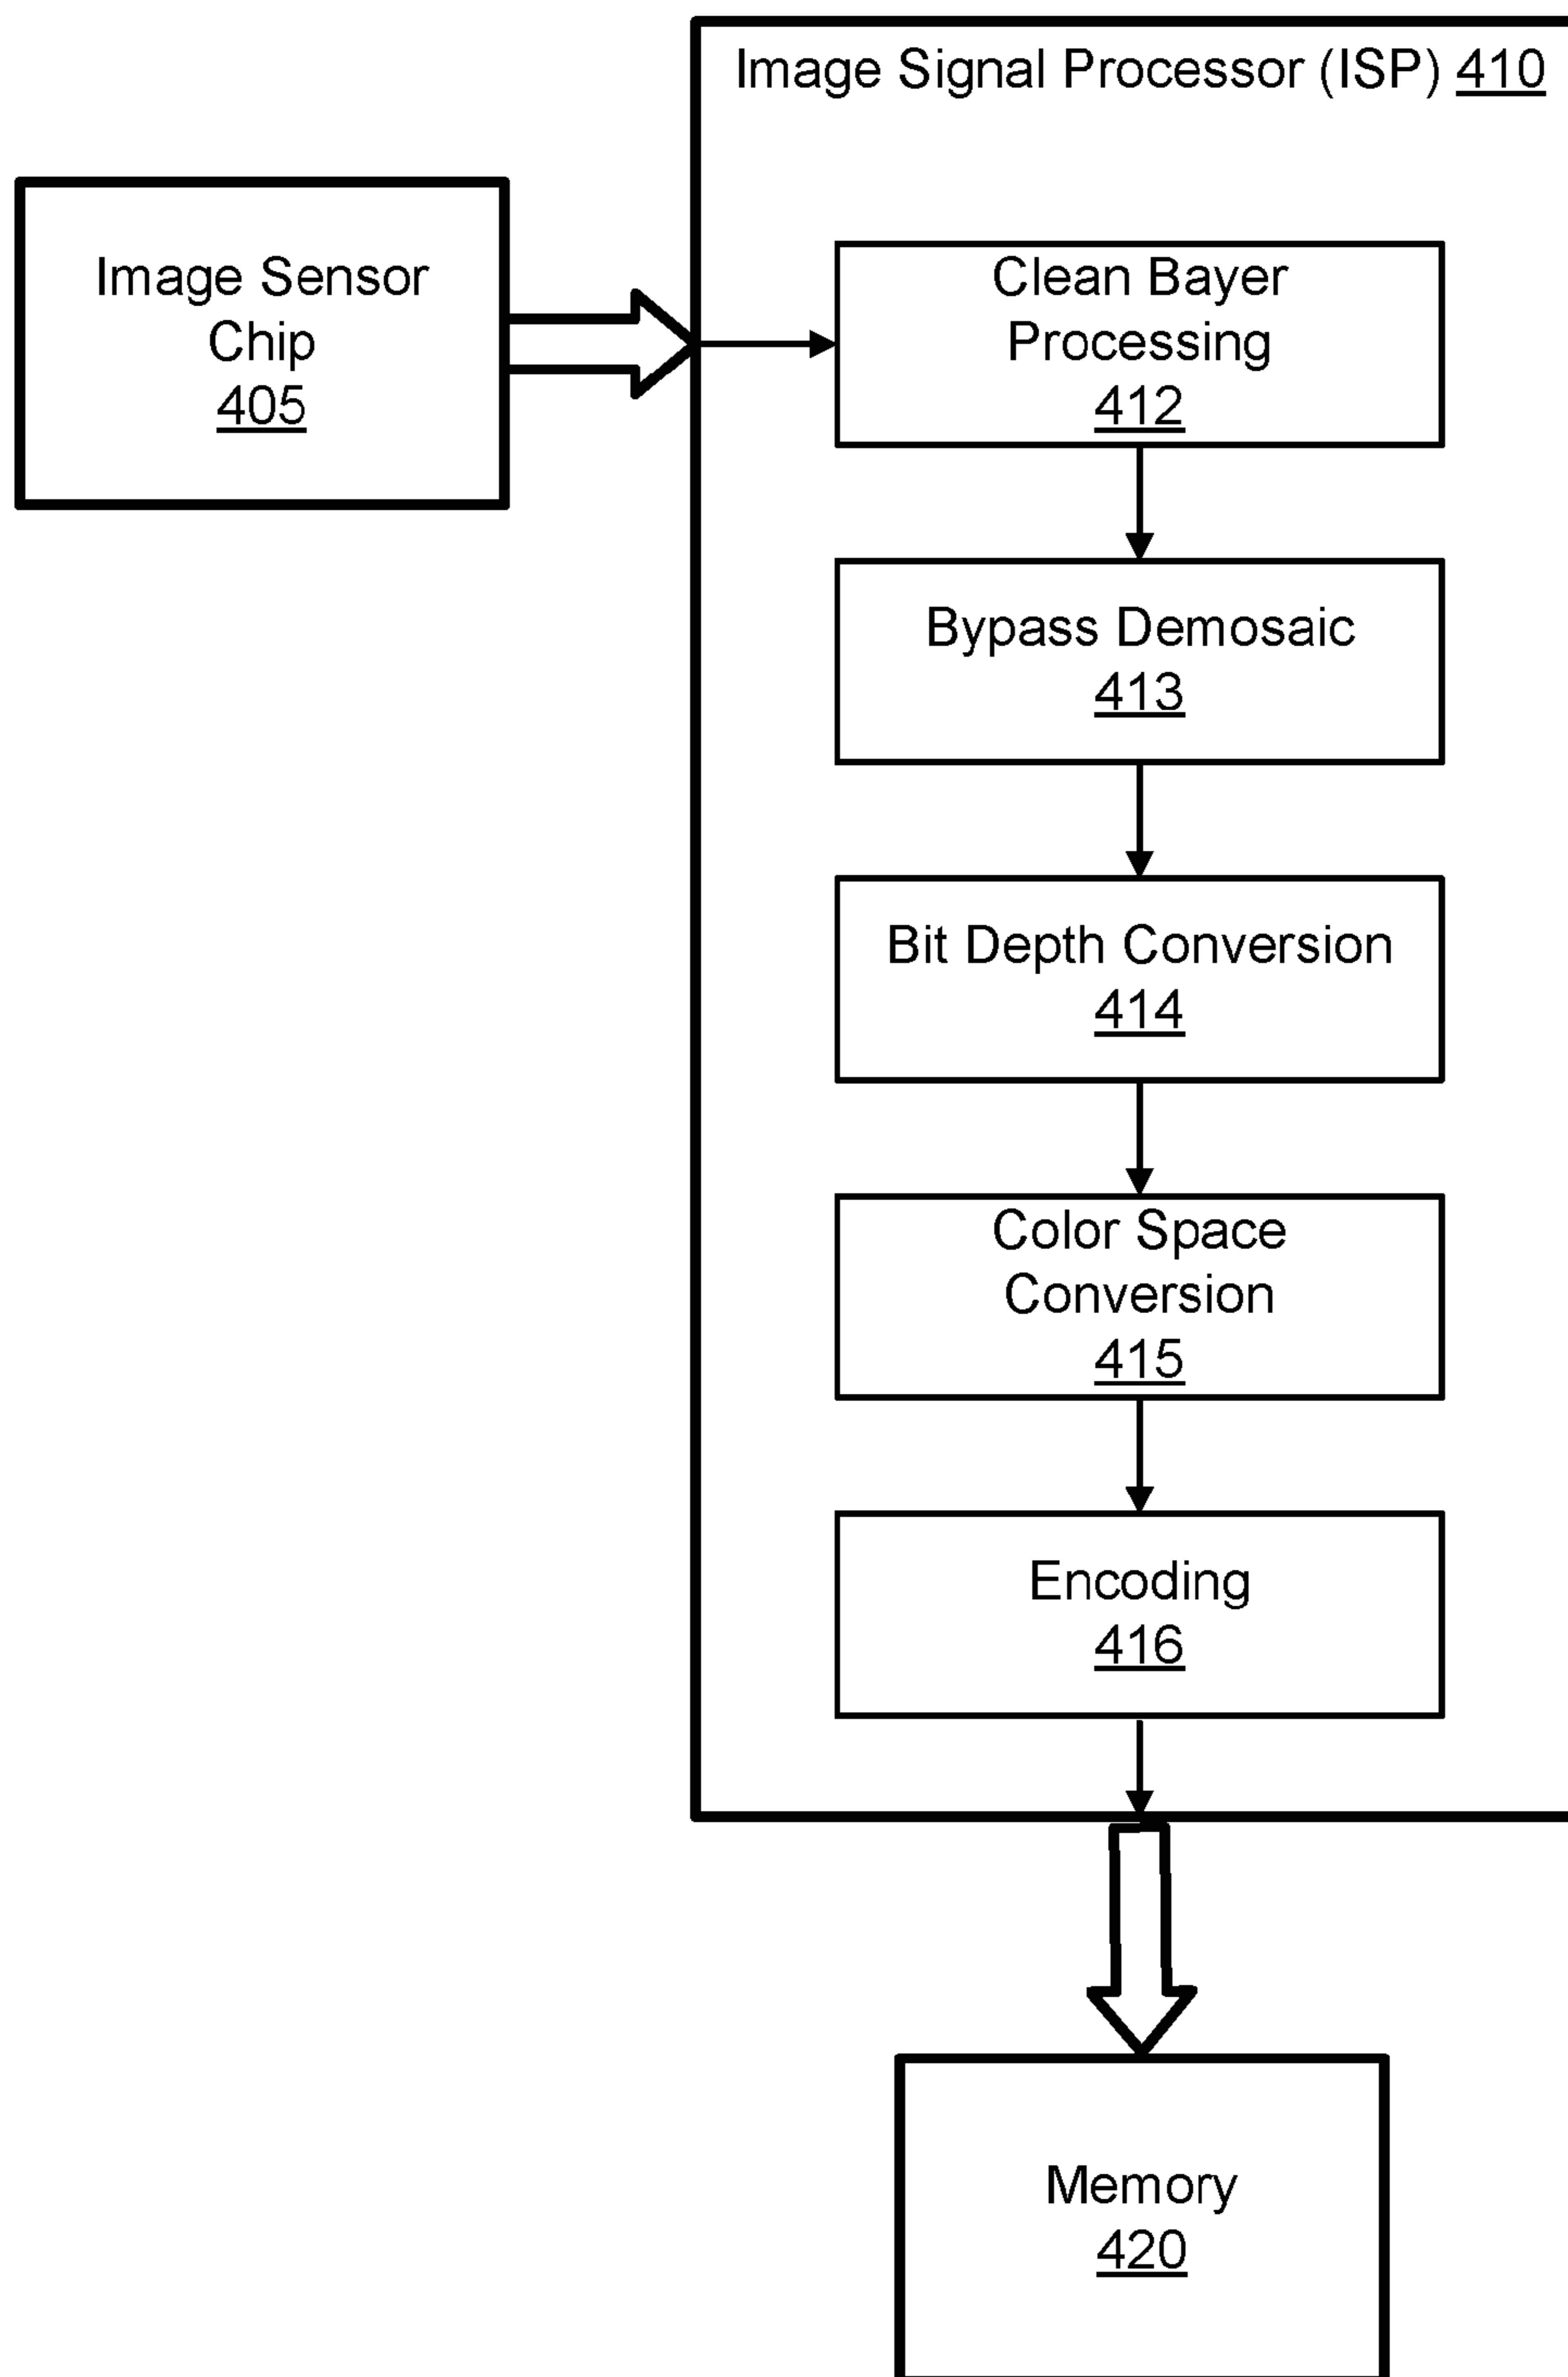 Image Signal Processor (ISP) 410
Image Sensor
Chip
405
Clean Bayer
Processing
412
Bypass Demosaic
413
Bit Depth Conversion
414
Color Space
Conversion
415
Encoding
416
Memory
420